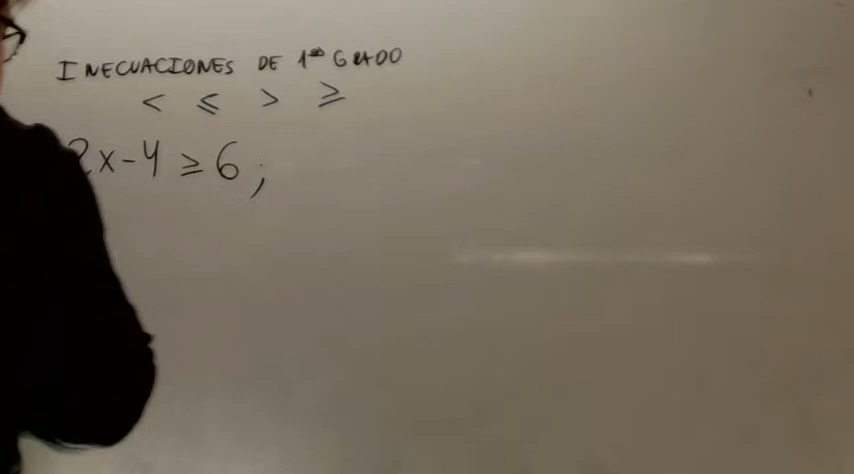 INECUACIONES DE 1er GRADO
< ≤ > ≥
2x-4 ≥ 6 ;